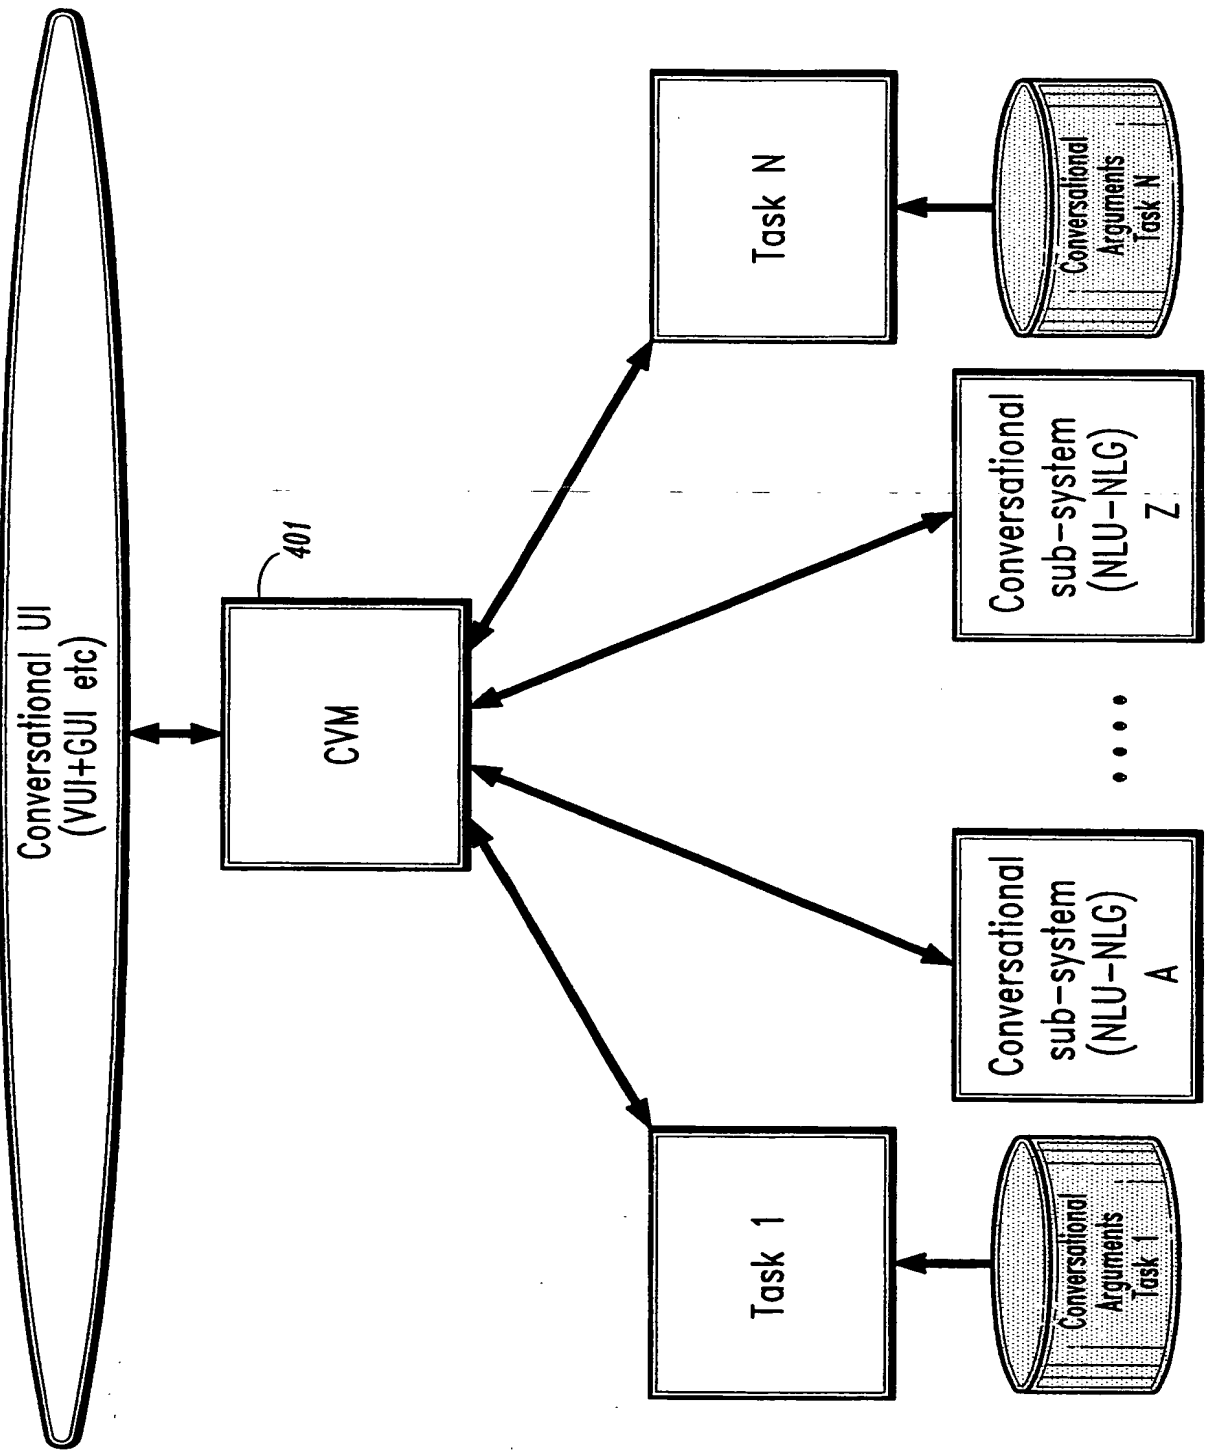 Conversational UI
(VUI+GUI etc)
401
CVM
Task 1
Task N
Conversational
Arguments
Task 1
Conversational
sub-system
(NLU-NLG)
A
Conversational
sub-system
(NLU-NLG)
Z
Conversational
Arguments
Task N